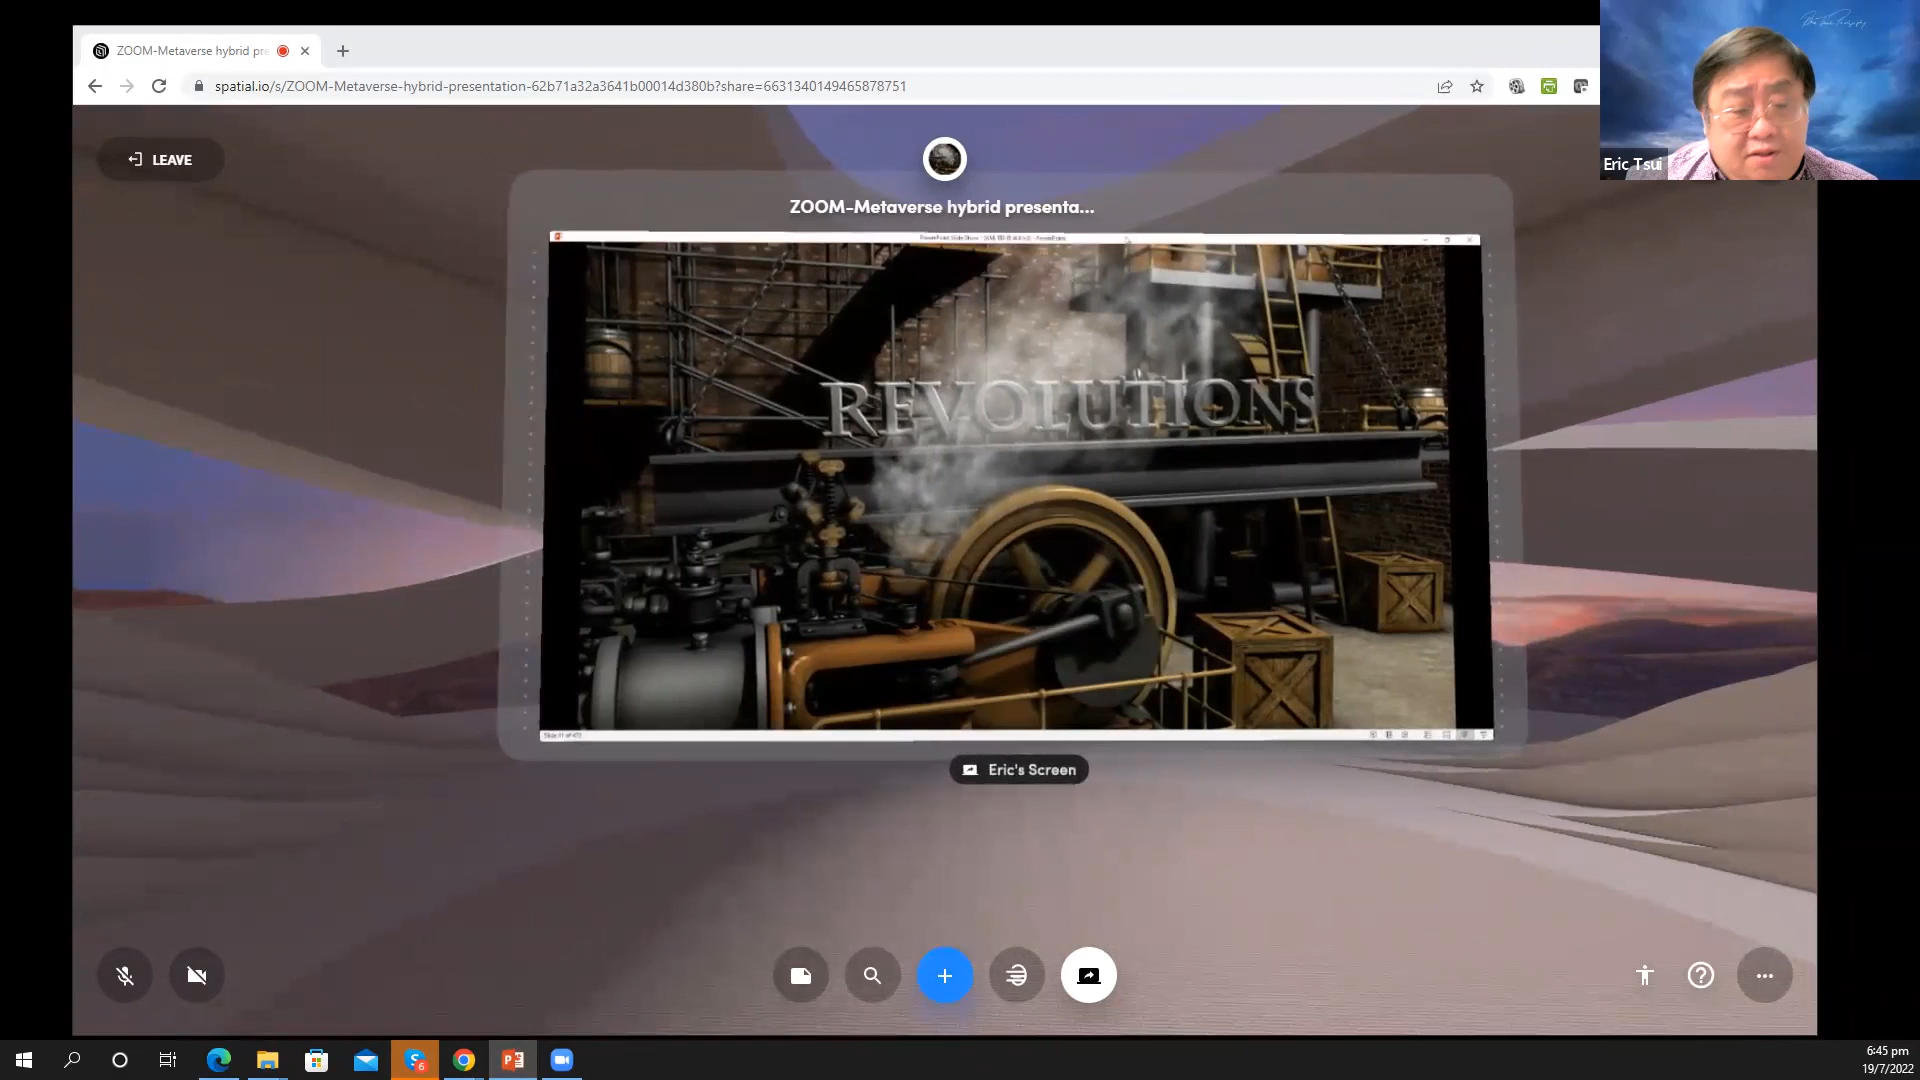 ZOOM-Metaverse hybrid pre
spatial.io/s/ZOOM-Metaverse-hybrid-presentation-62b71a32a3641b00014d380b?share=6631340149465878751
Eric Tsui
LEAVE
ZOOM-Metaverse hybrid presenta...
REVOLUTIONS
Eric's Screen
6
6:45 pm
19/7/2022